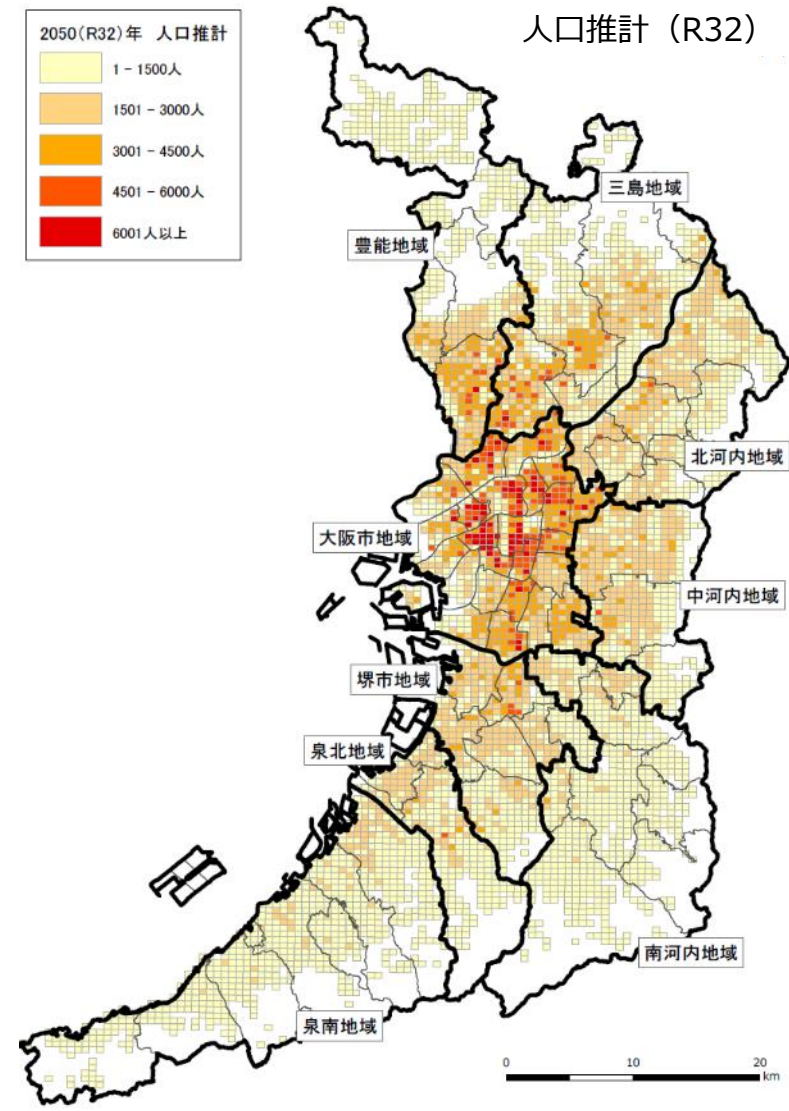 人口推計（R32）
2050(R32)年 人口推計
1 - 1500人
1501 - 3000人
3001 - 4500人
4501 - 6000人
6001人以上
三島地域
豊能地域
北河内地域
大阪市地域
中河内地域
堺市地域
泉北地域
南河内地域
泉南地域
0 10 20
km